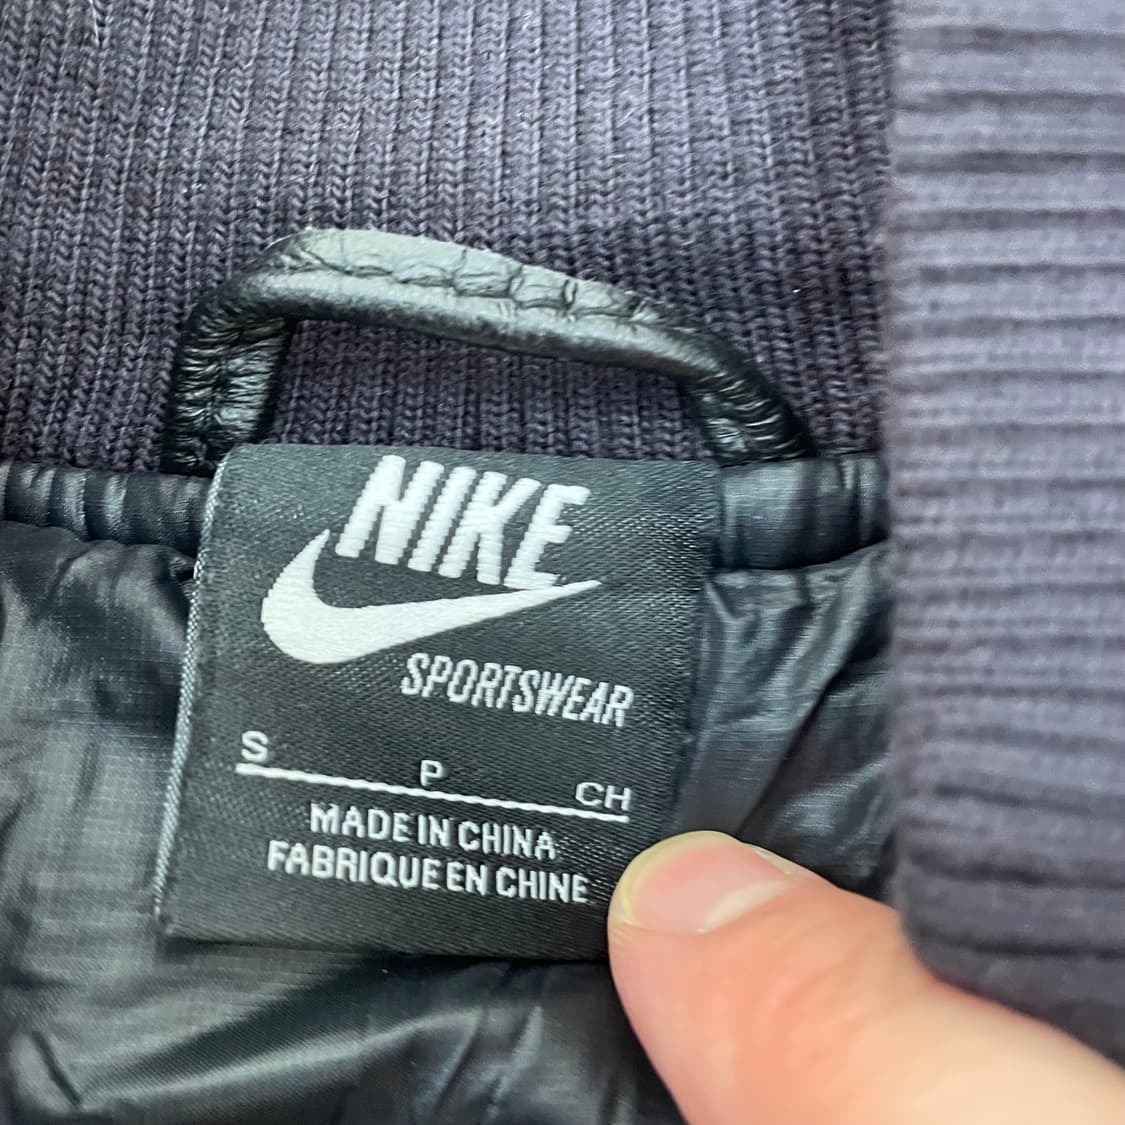 NIKE
SPORTSWEAR
S P CH
MADE IN CHINA
FABRIQUE EN CHINE